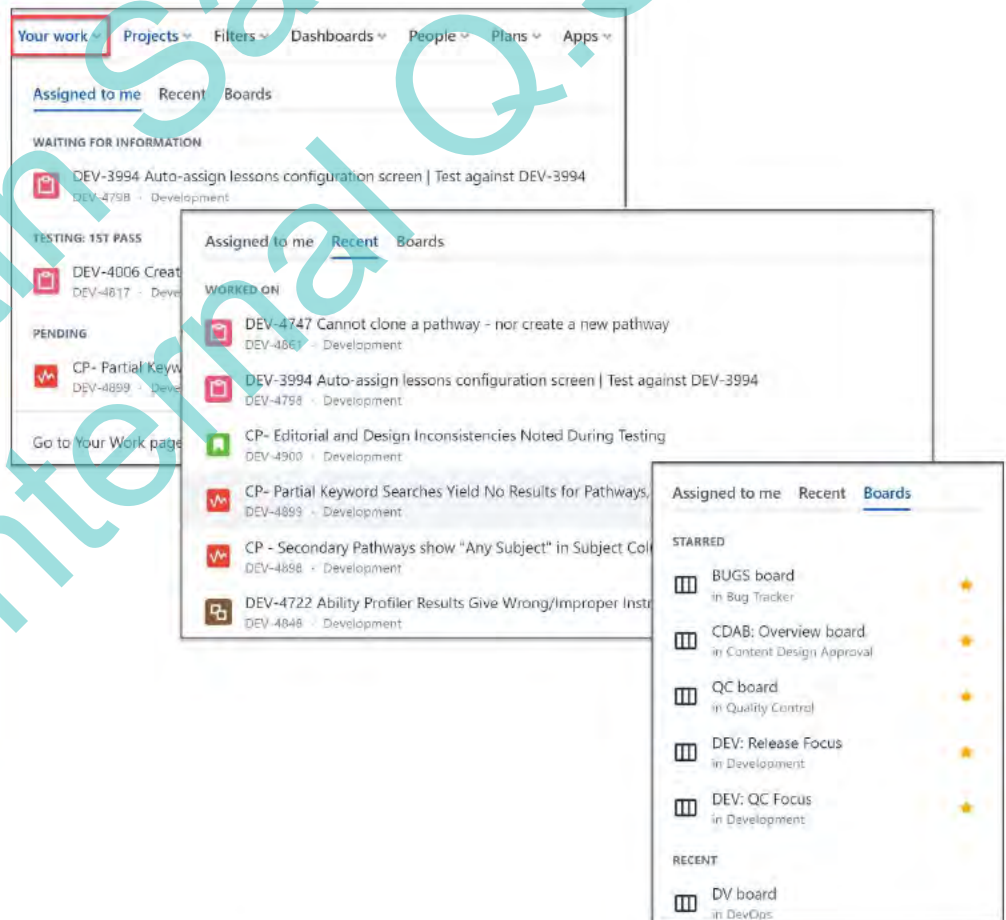 Your work Projects Filters Dashboards People Plans Apps
Assigned to me Recent Boards
WAITING FOR INFORMATION
DEV-3994 Auto-assign lessons configuration screen | Test against DEV-3994
DEV-4798 · Development
TESTING: 1ST PASS
DEV-4006 Creat
DEV-4817 · Deve
PENDING
CP- Partial Keyw
DEV-4899 · Deve
Go to Your Work page
Assigned to me Recent Boards
WORKED ON
DEV-4747 Cannot clone a pathway - nor create a new pathway
DEV-4861 · Development
DEV-3994 Auto-assign lessons configuration screen | Test against DEV-3994
DEV-4798 · Development
CP- Editorial and Design Inconsistencies Noted During Testing
DEV-4900 · Development
CP- Partial Keyword Searches Yield No Results for Pathways,
DEV-4899 · Development
CP - Secondary Pathways show "Any Subject" in Subject Col
DEV-4898 · Development
DEV-4722 Ability Profiler Results Give Wrong/Improper Instr
DEV-4848 · Development
Assigned to me Recent Boards
STARRED
BUGS board
in Bug Tracker
CDAB: Overview board
in Content Design Approval
QC board
in Quality Control
DEV: Release Focus
in Development
DEV: QC Focus
in Development
RECENT
DV board
in DevOps